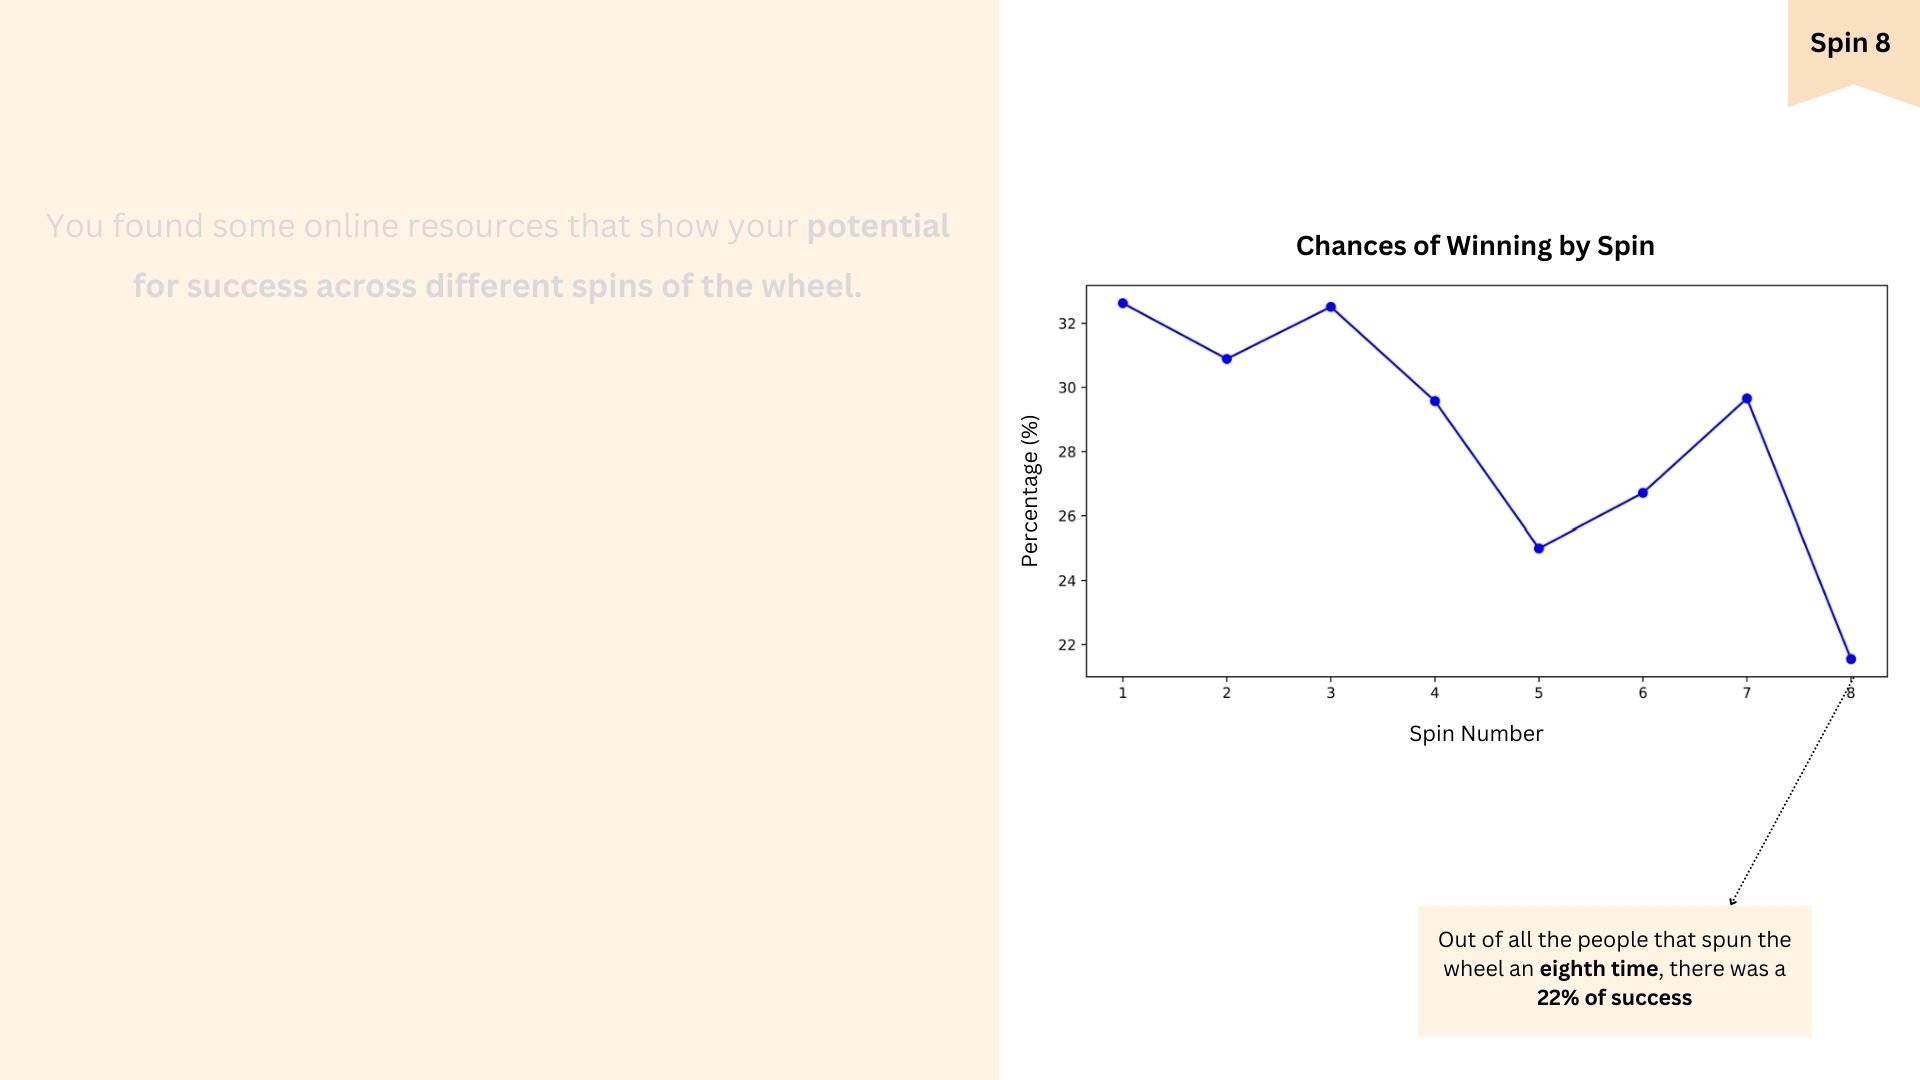 Spin 8
You found some online resources that show your potential
for success across different spins of the wheel.
Chances of Winning by Spin
Percentage (%)
32
30
28
26
24
22
1 2 3 4 5 6 7 8
Spin Number
Out of all the people that spun the
wheel an eighth time, there was a
22% of success